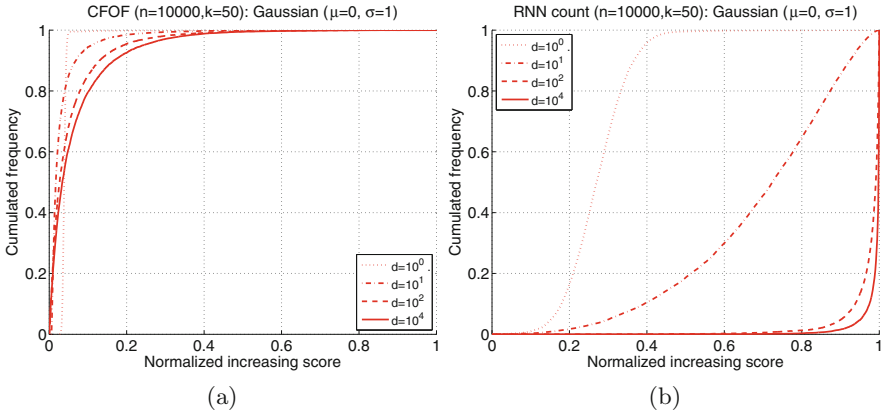 CFOF (n=10000,k=50): Gaussian (μ=0, σ=1)
Cumulated frequency
1
0.8
0.6
0.4
0.2
0
0 0.2 0.4 0.6 0.8 1
Normalized increasing score
d=10^0
d=10^1
d=10^2
d=10^4
(a)
RNN count (n=10000,k=50): Gaussian (μ=0, σ=1)
Cumulated frequency
1
0.8
0.6
0.4
0.2
0
0 0.2 0.4 0.6 0.8 1
Normalized increasing score
d=10^0
d=10^1
d=10^2
d=10^4
(b)